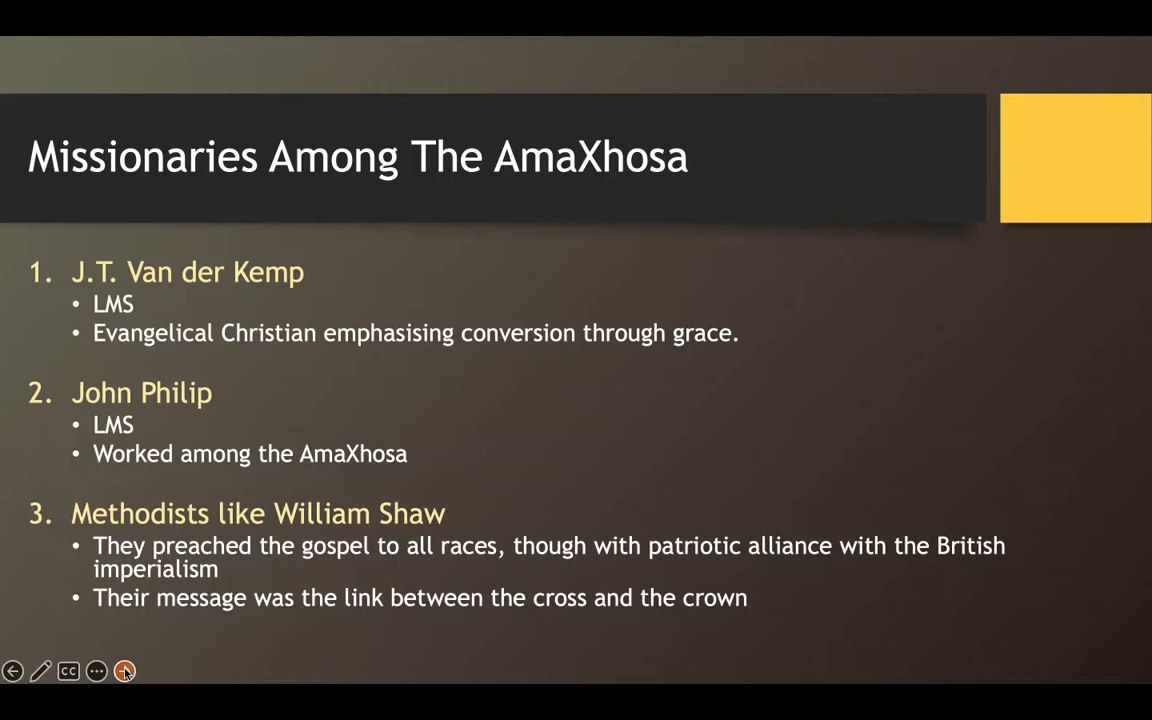 Missionaries Among The AmaXhosa
1. J.T. Van der Kemp
• LMS
• Evangelical Christian emphasising conversion through grace.
2. John Philip
• LMS
• Worked among the AmaXhosa
3. Methodists like William Shaw
• They preached the gospel to all races, though with patriotic alliance with the British
imperialism
• Their message was the link between the cross and the crown
CC